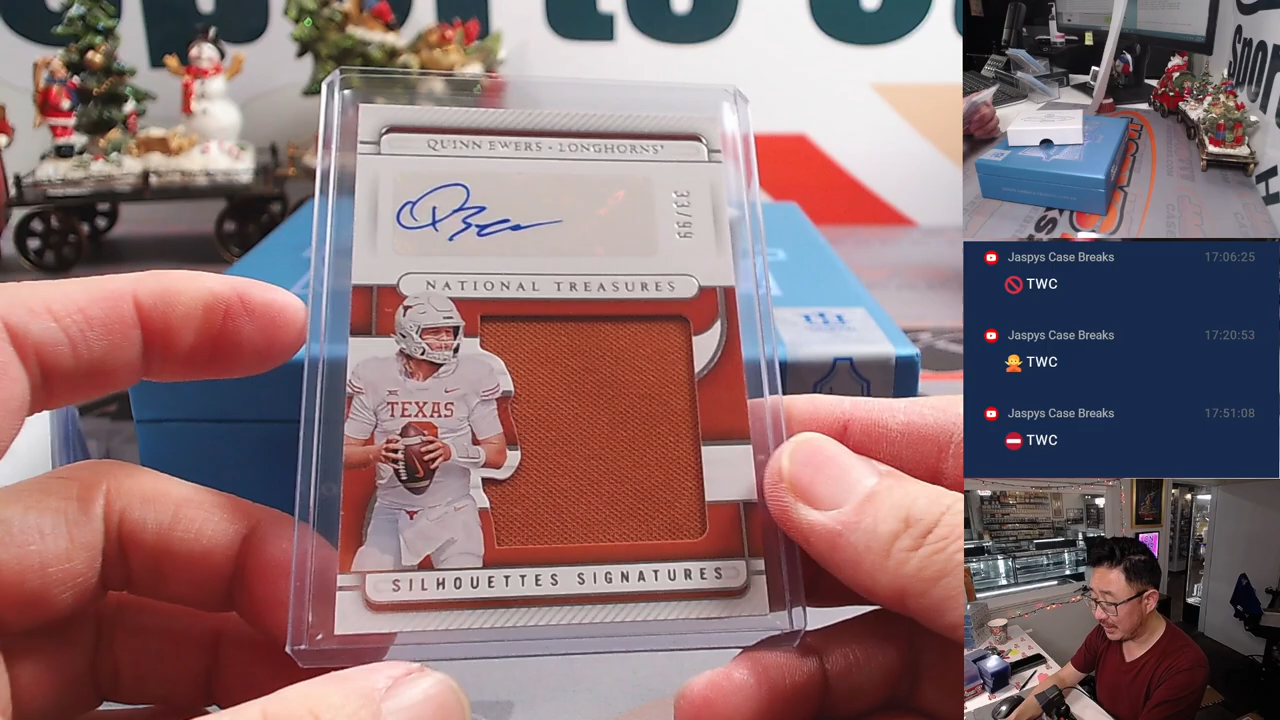 QUINN EWERS • LONGHORNS
33/99
NATIONAL TREASURES
TEXAS
SILHOUETTES SIGNATURES
Jaspys Case Breaks 17:06:25
🚫 TWC
Jaspys Case Breaks 17:20:53
🙅 TWC
Jaspys Case Breaks 17:51:08
⛔ TWC